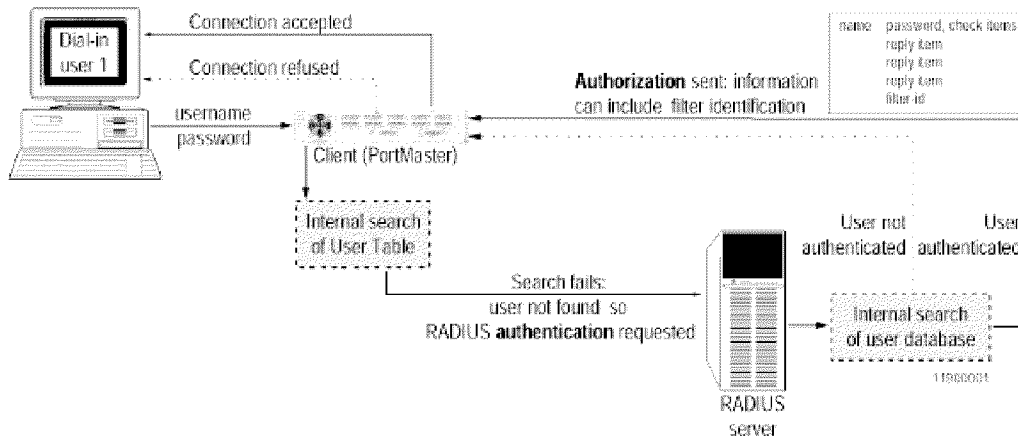 Connection accepted
Dial-in
user 1
Connection refused
username
password
Client (PortMaster)
name password, check items
reply item
reply item
reply item
filter-id
Authorization sent: information
can include filter identification
Internal search
of User Table
Search fails:
user not found so
RADIUS authentication requested
User not
authenticated
User
authenticated
Internal search
of user database
11900001
RADIUS
server